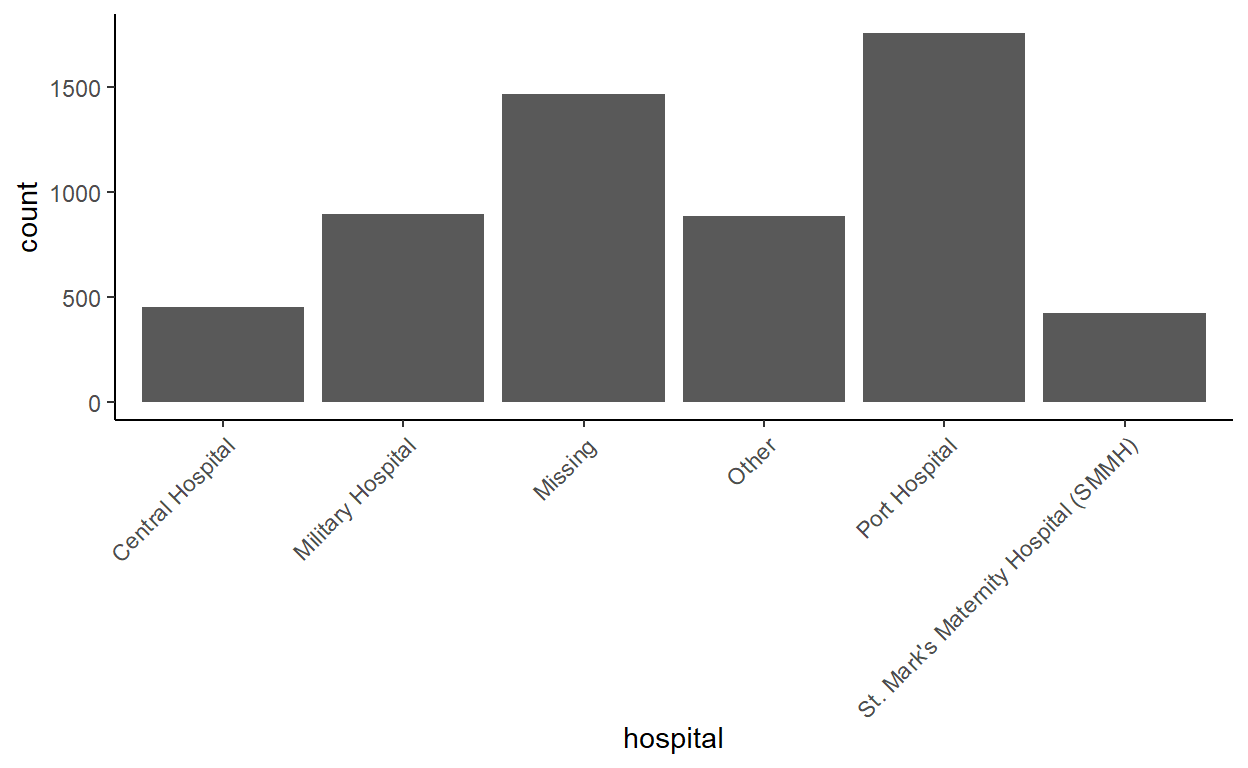 count
1500
1000
500
0
Central Hospital
Military Hospital
Missing
Other
Port Hospital
St. Mark's Maternity Hospital (SMMH)
hospital